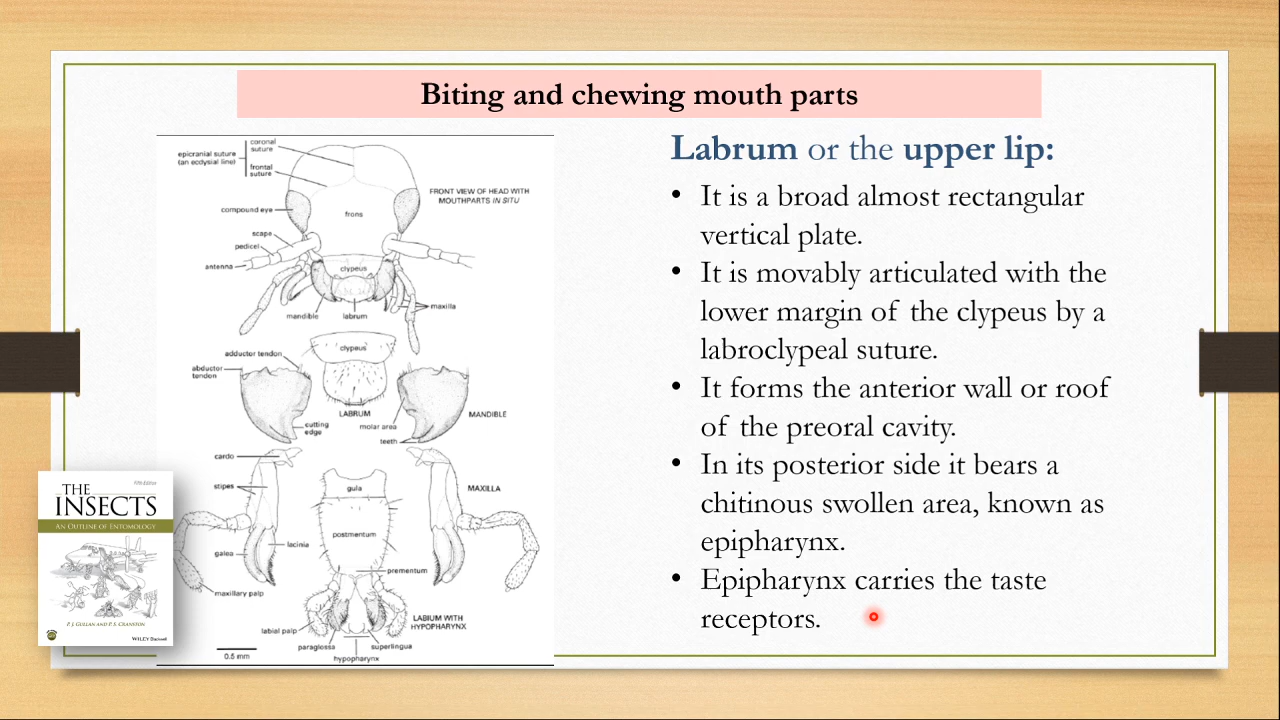 Biting and chewing mouth parts
coronal
suture
epicranial suture
(an ecdysial line)
frontal
suture
FRONT VIEW OF HEAD WITH
MOUTHPARTS IN SITU
compound eye
frons
scape
pedicel
antenna
clypeus
maxilla
mandible
labrum
clypeus
adductor tendon
abductor
tendon
LABRUM
MANDIBLE
cutting
edge
molar area
teeth
cardo
stipes
gula
MAXILLA
postmentum
lacinia
galea
prementum
maxillary palp
LABIUM WITH
HYPOPHARYNX
labial palp
paraglossa
superlingua
hypopharynx
0.5 mm
Fifth Edition
THE
INSECTS
AN OUTLINE OF ENTOMOLOGY
P. J. GULLAN AND P. S. CRANSTON
WILEY Blackwell
Labrum or the upper lip:
• It is a broad almost rectangular
vertical plate.
• It is movably articulated with the
lower margin of the clypeus by a
labroclypeal suture.
• It forms the anterior wall or roof
of the preoral cavity.
• In its posterior side it bears a
chitinous swollen area, known as
epipharynx.
• Epipharynx carries the taste
receptors.